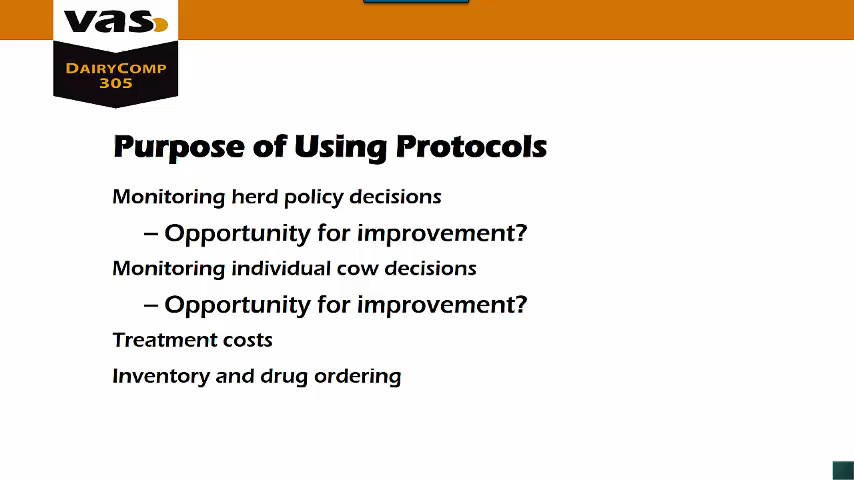 vas
DAIRYCOMP
305
Purpose of Using Protocols
Monitoring herd policy decisions
– Opportunity for improvement?
Monitoring individual cow decisions
– Opportunity for improvement?
Treatment costs
Inventory and drug ordering